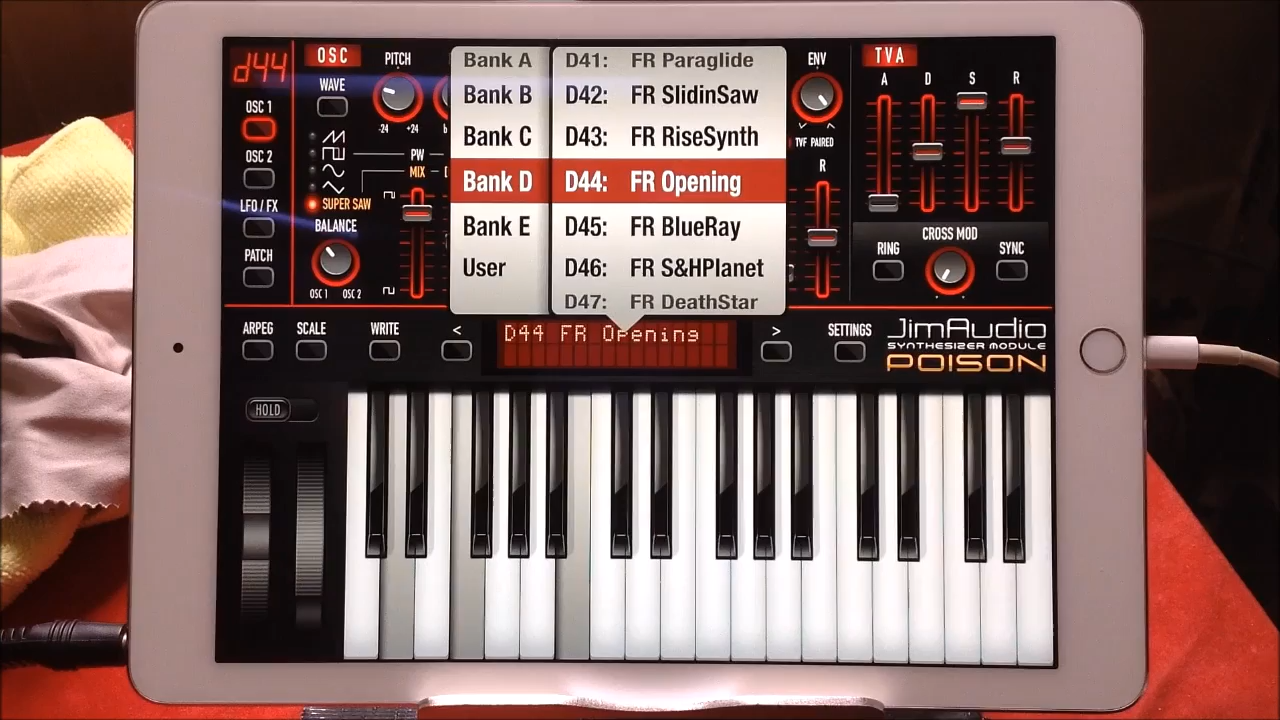 d44
OSC
PITCH
-24 +24
WAVE
OSC 1
OSC 2
LFO / FX
PATCH
PW
MIX
SUPER SAW
BALANCE
OSC 1 OSC 2
Bank A
Bank B
Bank C
Bank D
Bank E
User
D41: FR Paraglide
D42: FR SlidinSaw
D43: FR RiseSynth
D44: FR Opening
D45: FR BlueRay
D46: FR S&HPlanet
D47: FR DeathStar
ENV
TVF PAIRED
R
TVA
A D S R
RING
CROSS MOD
SYNC
ARPEG
SCALE
WRITE
<
D44 FR Opening
>
SETTINGS
JimAudio
SYNTHESIZER MODULE
POISON
HOLD